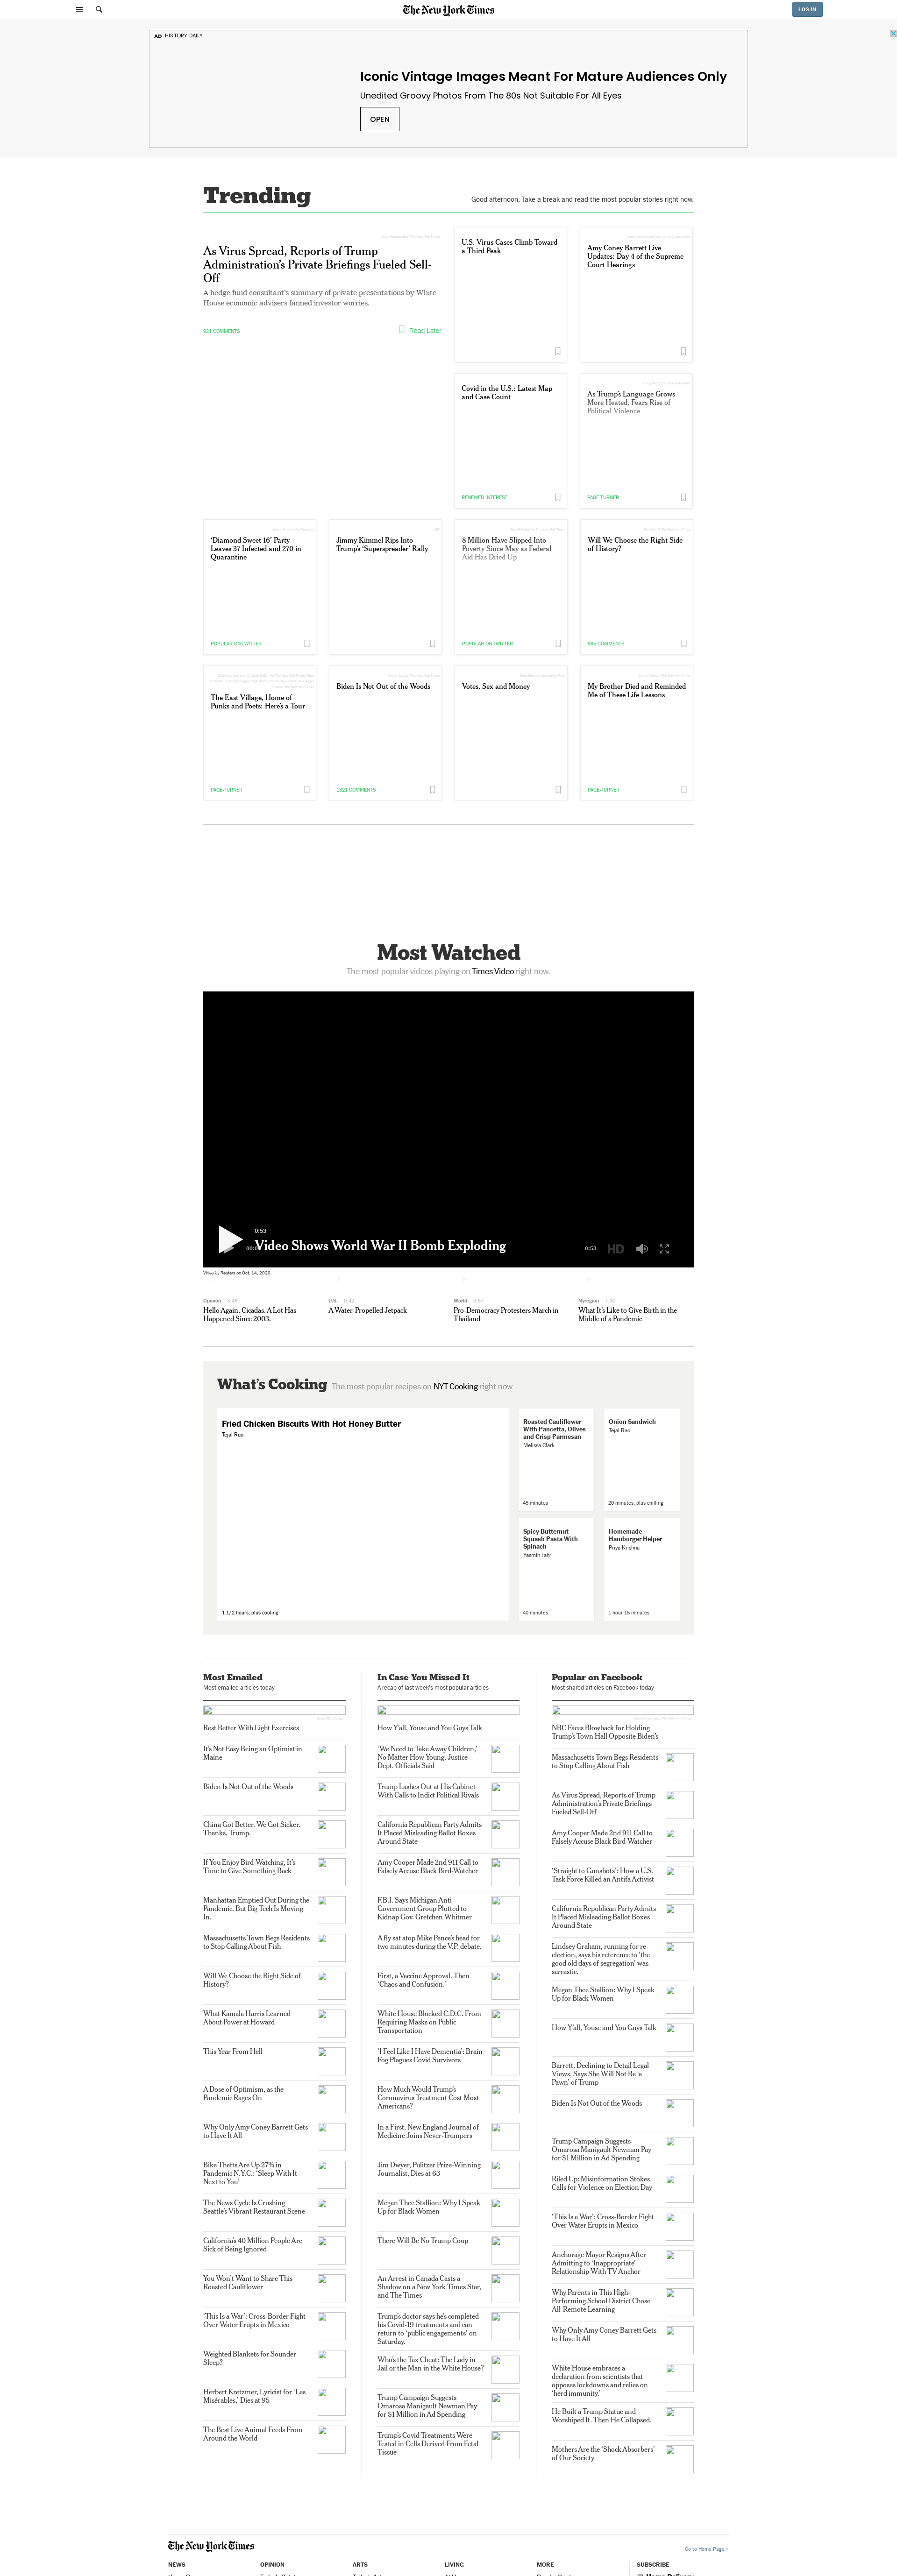 The New York Times
LOG IN
AD HISTORY DAILY
Iconic Vintage Images Meant For Mature Audiences Only
Unedited Groovy Photos From The 80s Not Suitable For All Eyes
OPEN
Trending
Good afternoon. Take a break and read the most popular stories right now.
As Virus Spread, Reports of Trump
Administration's Private Briefings Fueled Sell-
Off
A hedge fund consultant's summary of private presentations by White
House economic advisers fanned investor worries.
Read Later
U.S. Virus Cases Climb Toward
a Third Peak
Amy Coney Barrett Live
Updates: Day 4 of the Supreme
Court Hearings
Covid in the U.S.: Latest Map
and Case Count
RENEWED INTEREST
As Trump's Language Grows
More Heated, Fears Rise of
Political Violence
PAGE-TURNER
'Diamond Sweet 16' Party
Leaves 37 Infected and 270 in
Quarantine
POPULAR ON TWITTER
Jimmy Kimmel Rips Into
Trump's 'Superspreader' Rally
8 Million Have Slipped Into
Poverty Since May as Federal
Aid Has Dried Up
POPULAR ON TWITTER
Will We Choose the Right Side
of History?
895 COMMENTS
The East Village, Home of
Punks and Poets: Here's a Tour
PAGE-TURNER
Biden Is Not Out of the Woods
1321 COMMENTS
Votes, Sex and Money
My Brother Died and Reminded
Me of These Life Lessons
PAGE-TURNER
Most Watched
The most popular videos playing on Times Video right now.
0:53
Video Shows World War II Bomb Exploding
0:53 HD
Video by Reuters on Oct. 14, 2020.
Opinion 5:46
Hello Again, Cicadas. A Lot Has
Happened Since 2003.
U.S. 0:42
A Water-Propelled Jetpack
World 0:57
Pro-Democracy Protesters March in
Thailand
Nyregion
What It's Like to Give Birth in the
Middle of a Pandemic
What's Cooking The most popular recipes on NYT Cooking right now
Fried Chicken Biscuits With Hot Honey Butter
Tejal Rao
1 1/2 hours, plus cooling
Roasted Cauliflower
With Pancetta, Olives
and Crisp Parmesan
Melissa Clark
45 minutes
Onion Sandwich
Tejal Rao
20 minutes, plus chilling
Spicy Butternut
Squash Pasta With
Spinach
Yasmin Fahr
40 minutes
Homemade
Hamburger Helper
Priya Krishna
1 hour 15 minutes
Most Emailed
Most emailed articles today
Rest Better With Light Exercises
It's Not Easy Being an Optimist in
Maine
Biden Is Not Out of the Woods
China Got Better. We Got Sicker.
Thanks, Trump.
If You Enjoy Bird-Watching, It's
Time to Give Something Back
Manhattan Emptied Out During the
Pandemic. But Big Tech Is Moving
In.
Massachusetts Town Begs Residents
to Stop Calling About Fish
Will We Choose the Right Side of
History?
What Kamala Harris Learned
About Power at Howard
This Year From Hell
A Dose of Optimism, as the
Pandemic Rages On
Why Only Amy Coney Barrett Gets
to Have It All
Bike Thefts Are Up 27% in
Pandemic N.Y.C.: 'Sleep With It
Next to You'
The News Cycle Is Crushing
Seattle's Vibrant Restaurant Scene
California's 40 Million People Are
Sick of Being Ignored
You Won't Want to Share This
Roasted Cauliflower
'This Is a War': Cross-Border Fight
Over Water Erupts in Mexico
Weighted Blankets for Sounder
Sleep?
Herbert Kretzmer, Lyricist for 'Les
Misérables,' Dies at 95
The Best Live Animal Feeds From
Around the World
In Case You Missed It
A recap of last week's most popular articles
How Y'all, Youse and You Guys Talk
'We Need to Take Away Children,'
No Matter How Young, Justice
Dept. Officials Said
Trump Lashes Out at His Cabinet
With Calls to Indict Political Rivals
California Republican Party Admits
It Placed Misleading Ballot Boxes
Around State
Amy Cooper Made 2nd 911 Call to
Falsely Accuse Black Bird-Watcher
F.B.I. Says Michigan Anti-
Government Group Plotted to
Kidnap Gov. Gretchen Whitmer
A fly sat atop Mike Pence's head for
two minutes during the V.P. debate.
First, a Vaccine Approval. Then
'Chaos and Confusion.'
White House Blocked C.D.C. From
Requiring Masks on Public
Transportation
'I Feel Like I Have Dementia': Brain
Fog Plagues Covid Survivors
How Much Would Trump's
Coronavirus Treatment Cost Most
Americans?
In a First, New England Journal of
Medicine Joins Never-Trumpers
Jim Dwyer, Pulitzer Prize-Winning
Journalist, Dies at 63
Megan Thee Stallion: Why I Speak
Up for Black Women
There Will Be No Trump Coup
An Arrest in Canada Casts a
Shadow on a New York Times Star,
and The Times
Trump's doctor says he's completed
his Covid-19 treatments and can
return to 'public engagements' on
Saturday.
Who's the Tax Cheat: The Lady in
Jail or the Man in the White House?
Trump Campaign Suggests
Omarosa Manigault Newman Pay
for $1 Million in Ad Spending
Trump's Covid Treatments Were
Tested in Cells Derived From Fetal
Tissue
Popular on Facebook
Most shared articles on Facebook today
NBC Faces Blowback for Holding
Trump's Town Hall Opposite Biden's
Massachusetts Town Begs Residents
to Stop Calling About Fish
As Virus Spread, Reports of Trump
Administration's Private Briefings
Fueled Sell-Off
Amy Cooper Made 2nd 911 Call to
Falsely Accuse Black Bird-Watcher
'Straight to Gunshots': How a U.S.
Task Force Killed an Antifa Activist
California Republican Party Admits
It Placed Misleading Ballot Boxes
Around State
Lindsey Graham, running for re-
election, says his reference to 'the
good old days of segregation' was
sarcastic.
Megan Thee Stallion: Why I Speak
Up for Black Women
How Y'all, Youse and You Guys Talk
Barrett, Declining to Detail Legal
Views, Says She Will Not Be 'a
Pawn' of Trump
Biden Is Not Out of the Woods
Trump Campaign Suggests
Omarosa Manigault Newman Pay
for $1 Million in Ad Spending
Riled Up: Misinformation Stokes
Calls for Violence on Election Day
'This Is a War': Cross-Border Fight
Over Water Erupts in Mexico
Anchorage Mayor Resigns After
Admitting to 'Inappropriate'
Relationship With TV Anchor
Why Parents in This High-
Performing School District Chose
All-Remote Learning
Why Only Amy Coney Barrett Gets
to Have It All
White House embraces a
declaration from scientists that
opposes lockdowns and relies on
'herd immunity.'
He Built a Trump Statue and
Worshiped It. Then He Collapsed.
Mothers Are the 'Shock Absorbers'
of Our Society
The New York Times
Go to Home Page »
NEWS OPINION ARTS LIVING MORE SUBSCRIBE